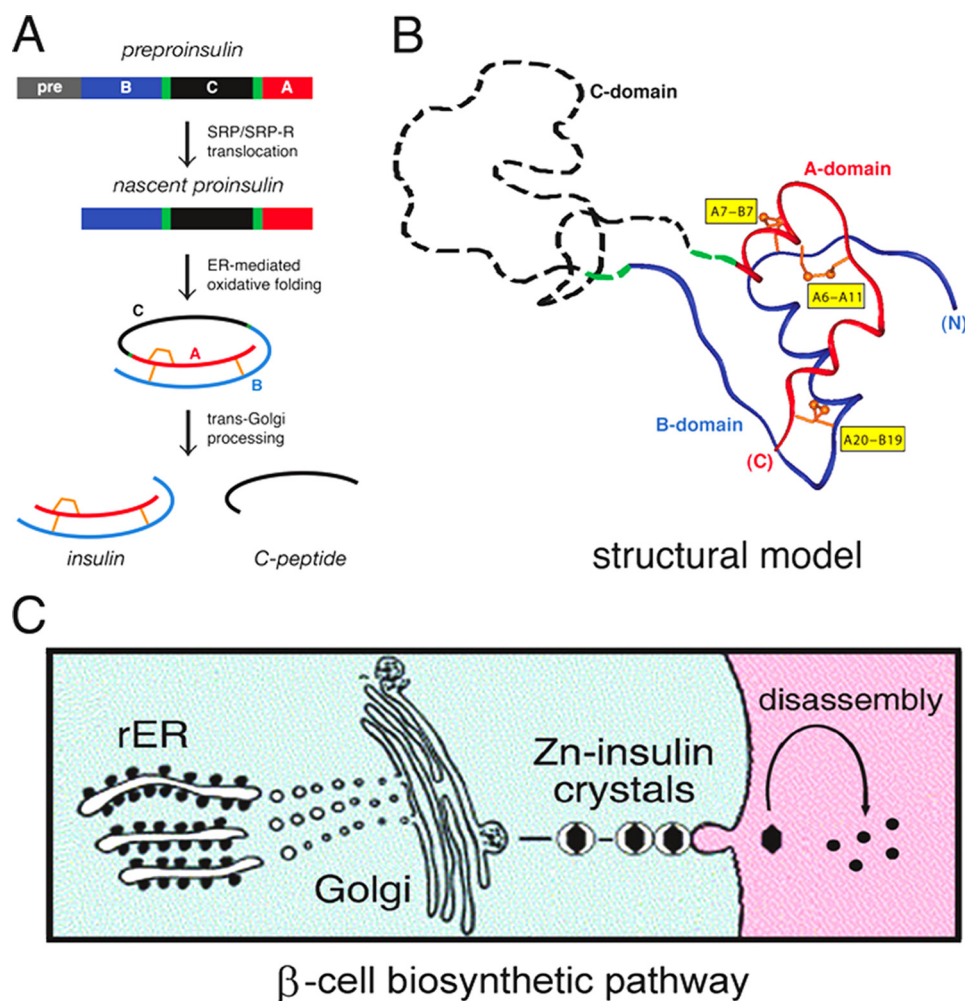 A
preproinsulin
pre B C A
SRP/SRP-R
translocation
nascent proinsulin
ER-mediated
oxidative folding
C
A
B
trans-Golgi
processing
insulin
C-peptide
B
C-domain
A-domain
A7–B7
A6–A11
(N)
B-domain
A20–B19
(C)
structural model
C
rER
Golgi
Zn-insulin
crystals
disassembly
β-cell biosynthetic pathway